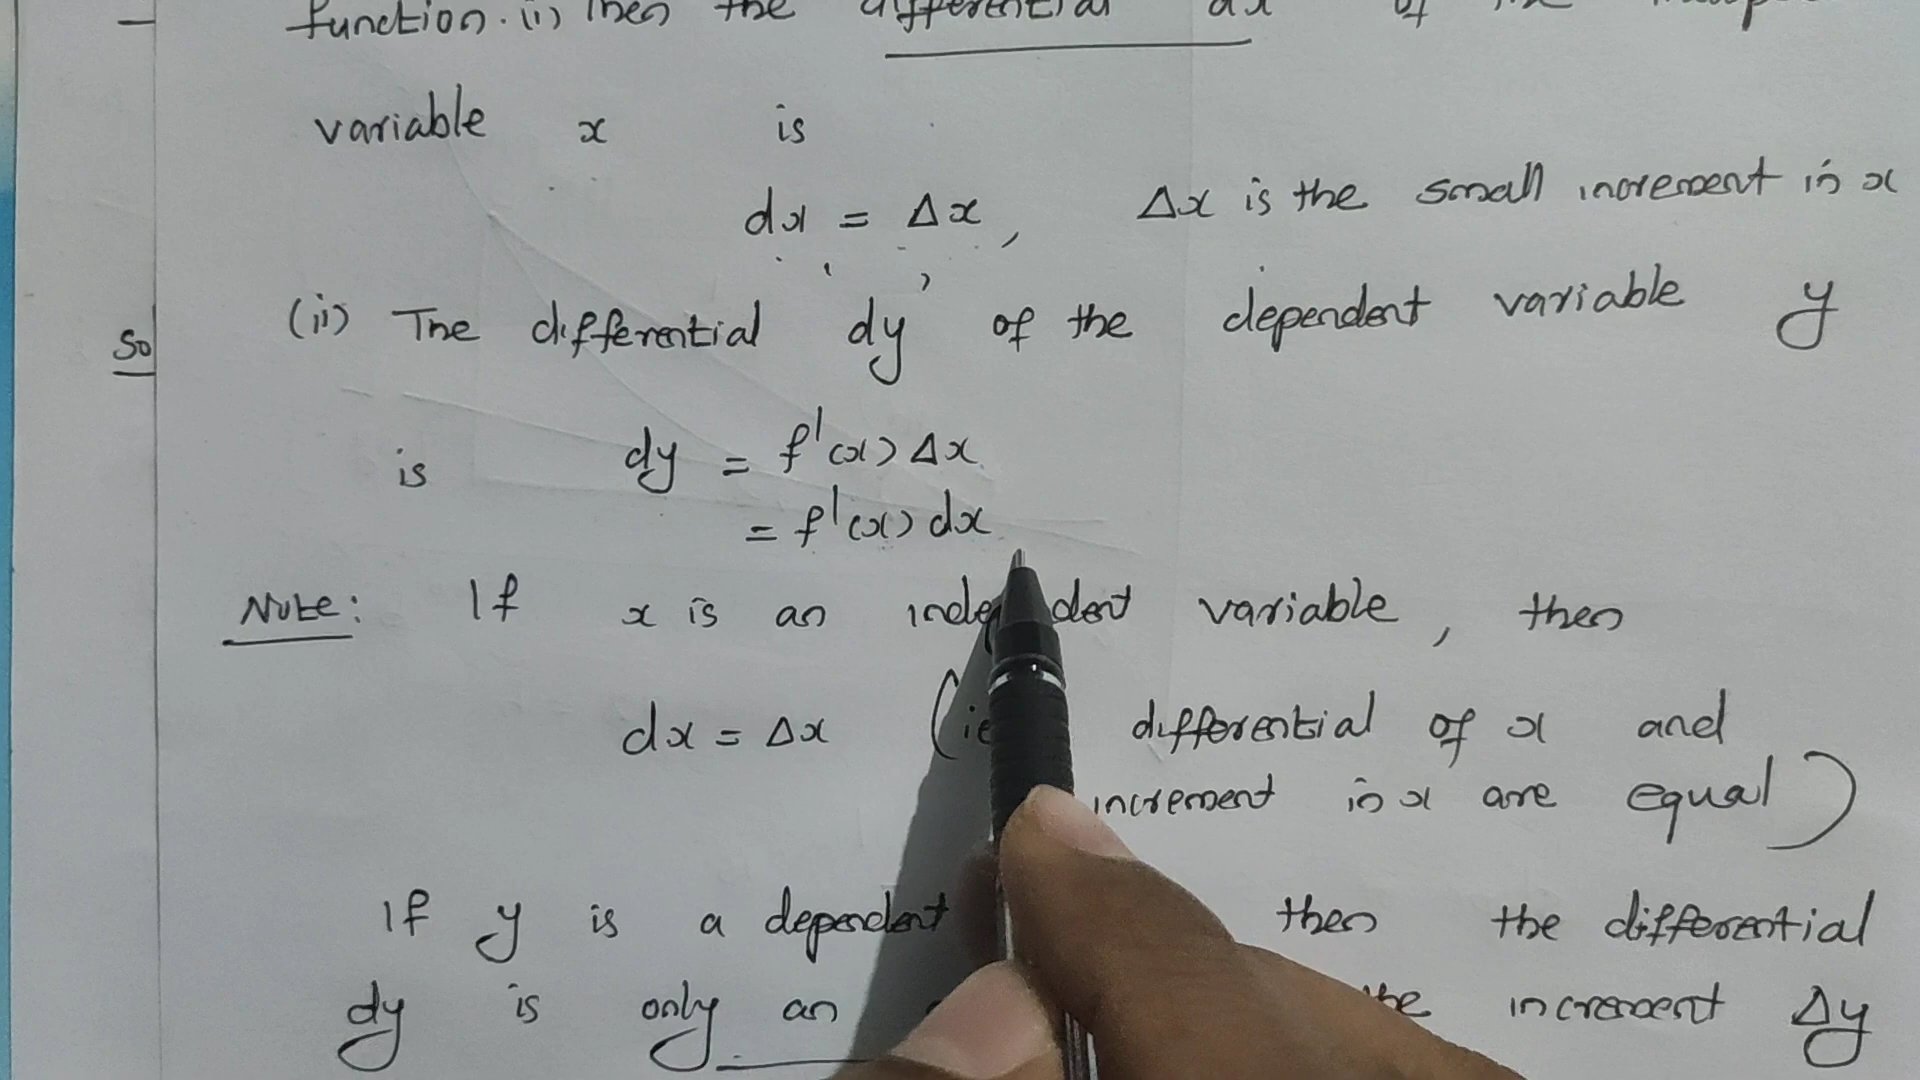 function. (i) Then the differential dx of the
variable x is
dx = Δx, Δx is the small increment in x
(ii) The differential 'dy' of the dependent variable y
So
is dy = f'(x) Δx
= f'(x) dx
Note: If x is an variable, then
dx = Δx (ie differential of x and
increment in x are equal)
If y is a dependent then the differential
dy is only an the increment Δy